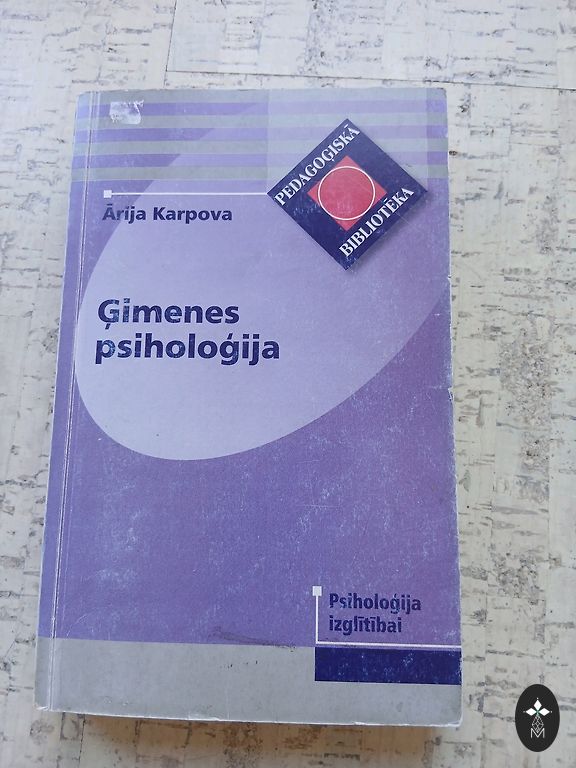 PEDAGOĢISKĀ
BIBLIOTĒKA
Ārija Karpova
Ģimenes
psiholoģija
Psiholoģija
izglītībai